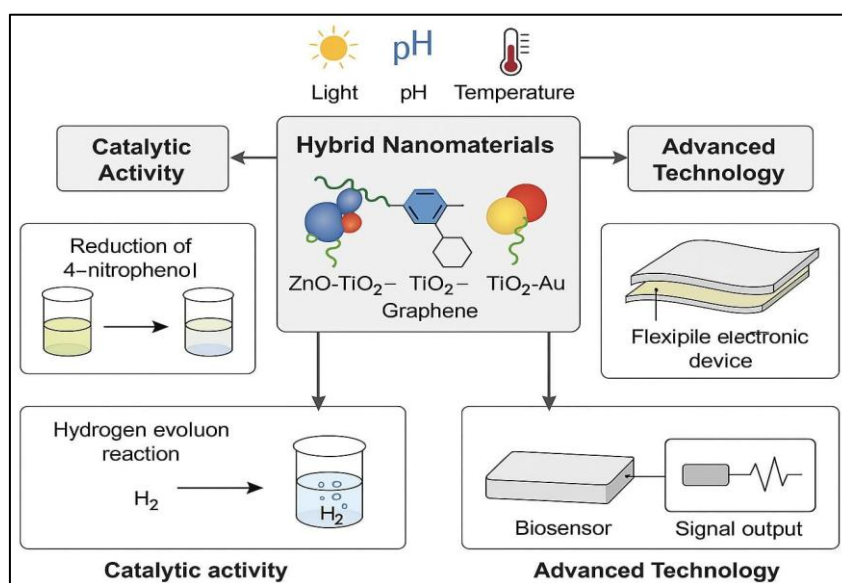 Light pH Temperature
Catalytic
Activity
Hybrid Nanomaterials
Advanced
Technology
ZnO-TiO₂– TiO₂– TiO₂-Au
Graphene
Reduction of
4-nitrophenol
Flexipile electronic
device
Hydrogen evoluon
reaction
H₂
H₂
Biosensor
Signal output
Catalytic activity
Advanced Technology
pH